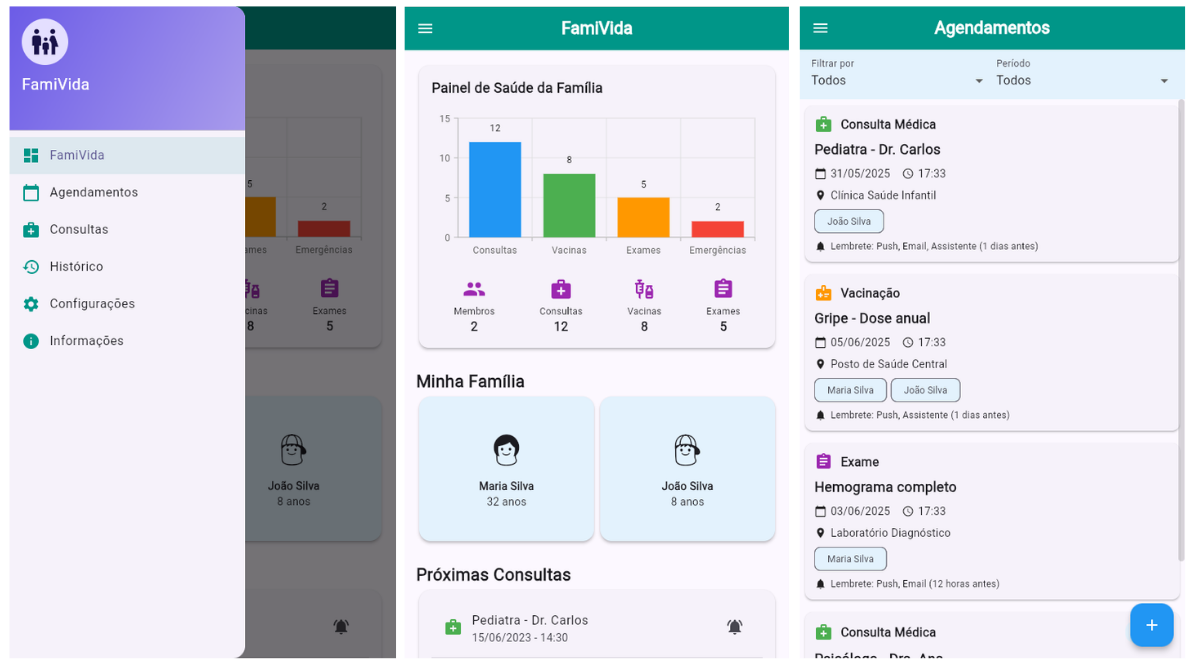 FamiVida
FamiVida
Agendamentos
Consultas
Histórico
Configurações
Informações
5
2
Emergências
Exames
8
5
João Silva
8 anos
FamiVida
Painel de Saúde da Família
15
10
5
0
12
8
5
2
Consultas Vacinas Exames Emergências
Membros Consultas Vacinas Exames
2 12 8 5
Minha Família
Maria Silva
32 anos
João Silva
8 anos
Próximas Consultas
Pediatra - Dr. Carlos
15/06/2023 - 14:30
Agendamentos
Filtrar por
Todos
Período
Todos
Consulta Médica
Pediatra - Dr. Carlos
31/05/2025 17:33
Clínica Saúde Infantil
João Silva
Lembrete: Push, Email, Assistente (1 dias antes)
Vacinação
Gripe - Dose anual
05/06/2025 17:33
Posto de Saúde Central
Maria Silva João Silva
Lembrete: Push, Assistente (1 dias antes)
Exame
Hemograma completo
03/06/2025 17:33
Laboratório Diagnóstico
Maria Silva
Lembrete: Push, Email (12 horas antes)
Consulta Médica
Psicóloga - Dra. Ana
+